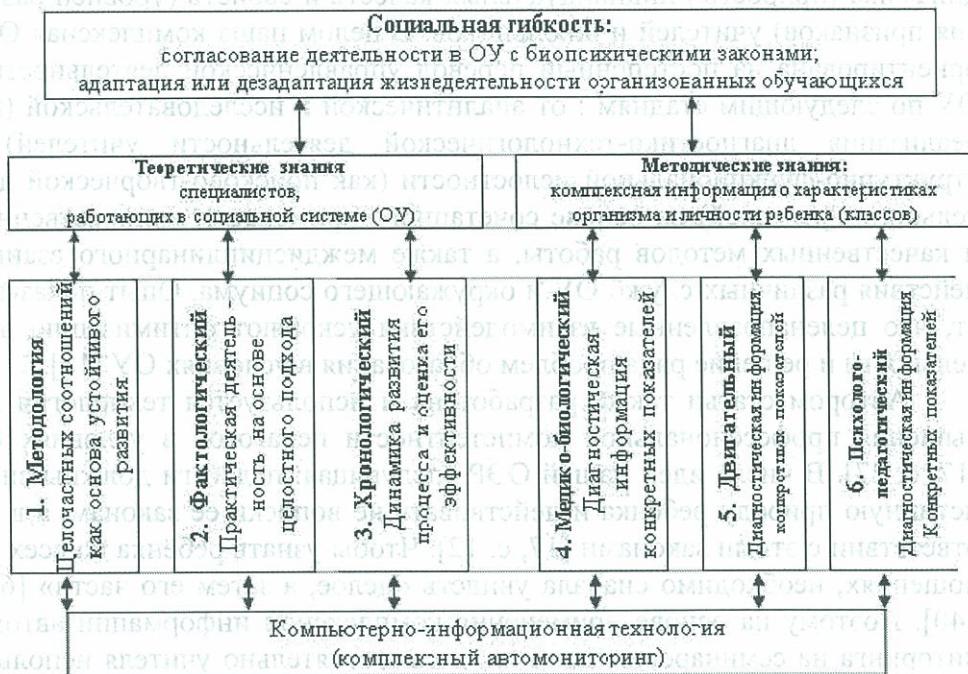 Социальная гибкость:
согласование деятельности в ОУ с биопсихическими законами:
адаптация или дезадаптация жизнедеятельности организованных обучающихся
Теоретические знания
специалистов,
работающих в социальной системе (ОУ)
Методические знания:
комплекс информации о характеристиках
организма и личности ребенка (классов)
1. Методология
Целочастных соотношений
как основы устойчивого
развития
2.Фактологический
Практическая деятель-
ность на основе
целостного подхода
3.Хронологический
Динамика развития
процесса и оценка его
эффективности
4. Медико-биологический
Диагностическая
информация
конкретных показателей
5. Двигательный
Диагностическая информация
конкретных показателей
6. Психолого-
педагогический
Диагностическая информация
Конкретных показателей
Компьютерно-информационная технология
(комплексный автомониторинг)